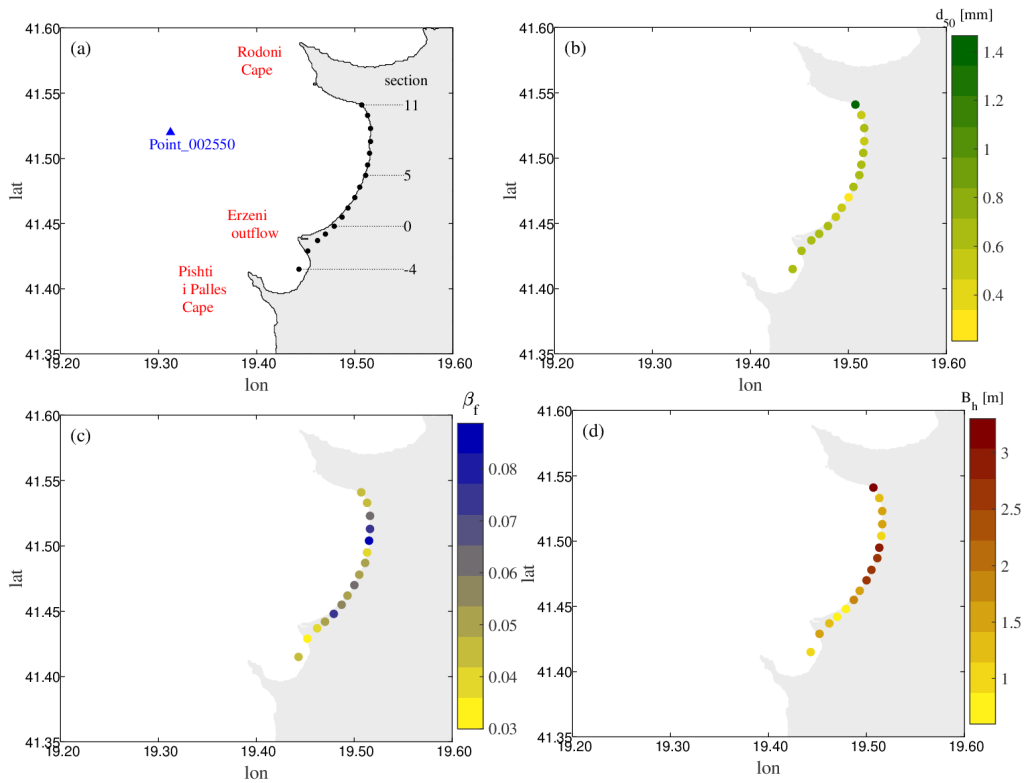 (a)
41.60
41.55
41.50
41.45
41.40
41.35
lat
Rodoni
Cape
section
11
5
0
-4
Point_002550
Erzeni
outflow
Pishti
i Palles
Cape
19.20
19.30
19.40
19.50
19.60
lon
(b)
41.60
41.55
41.50
41.45
41.40
41.35
lat
19.20
19.30
19.40
19.50
19.60
lon
d50 [mm]
1.4
1.2
1
0.8
0.6
0.4
(c)
41.60
41.55
41.50
41.45
41.40
41.35
lat
19.20
19.30
19.40
19.50
19.60
lon
βf
0.08
0.07
0.06
0.05
0.04
0.03
(d)
41.60
41.55
41.50
41.45
41.40
41.35
lat
19.20
19.30
19.40
19.50
19.60
lon
Bh [m]
3
2.5
2
1.5
1